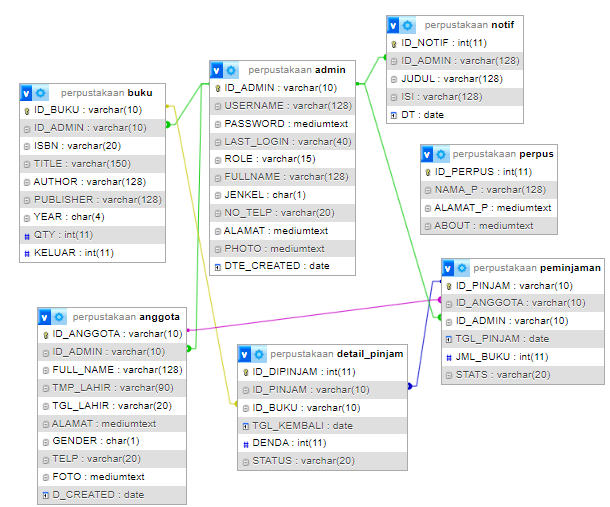 perpustakaan notif
ID_NOTIF : int(11)
ID_ADMIN : varchar(128)
JUDUL : varchar(128)
ISI : varchar(128)
DT : date
perpustakaan admin
ID_ADMIN : varchar(10)
USERNAME : varchar(128)
PASSWORD : mediumtext
LAST_LOGIN : varchar(40)
ROLE : varchar(15)
FULLNAME : varchar(128)
JENKEL : char(1)
NO_TELP : varchar(20)
ALAMAT : mediumtext
PHOTO : mediumtext
DTE_CREATED : date
perpustakaan buku
ID_BUKU : varchar(10)
ID_ADMIN : varchar(10)
ISBN : varchar(20)
TITLE : varchar(150)
AUTHOR : varchar(128)
PUBLISHER : varchar(128)
YEAR : char(4)
QTY : int(11)
KELUAR : int(11)
perpustakaan perpus
ID_PERPUS : int(11)
NAMA_P : varchar(128)
ALAMAT_P : mediumtext
ABOUT : mediumtext
perpustakaan peminjaman
ID_PINJAM : varchar(10)
ID_ANGGOTA : varchar(10)
ID_ADMIN : varchar(10)
TGL_PINJAM : date
JML_BUKU : int(11)
STATS : varchar(20)
perpustakaan anggota
ID_ANGGOTA : varchar(10)
ID_ADMIN : varchar(10)
FULL_NAME : varchar(128)
TMP_LAHIR : varchar(90)
TGL_LAHIR : varchar(20)
ALAMAT : mediumtext
GENDER : char(1)
TELP : varchar(20)
FOTO : mediumtext
D_CREATED : date
perpustakaan detail_pinjam
ID_DIPINJAM : int(11)
ID_PINJAM : varchar(10)
ID_BUKU : varchar(10)
TGL_KEMBALI : date
DENDA : int(11)
STATUS : varchar(20)